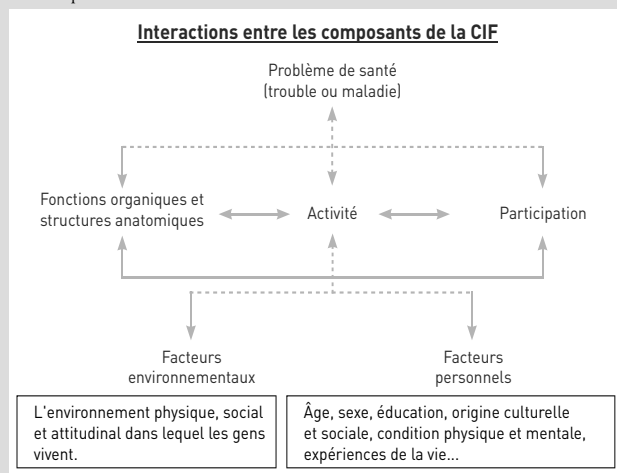 Interactions entre les composants de la CIF
Problème de santé
(trouble ou maladie)
Fonctions organiques et
structures anatomiques
Activité
Participation
Facteurs
environnementaux
Facteurs
personnels
L'environnement physique, social
et attitudinal dans lequel les gens
vivent.
Âge, sexe, éducation, origine culturelle
et sociale, condition physique et mentale,
expériences de la vie...